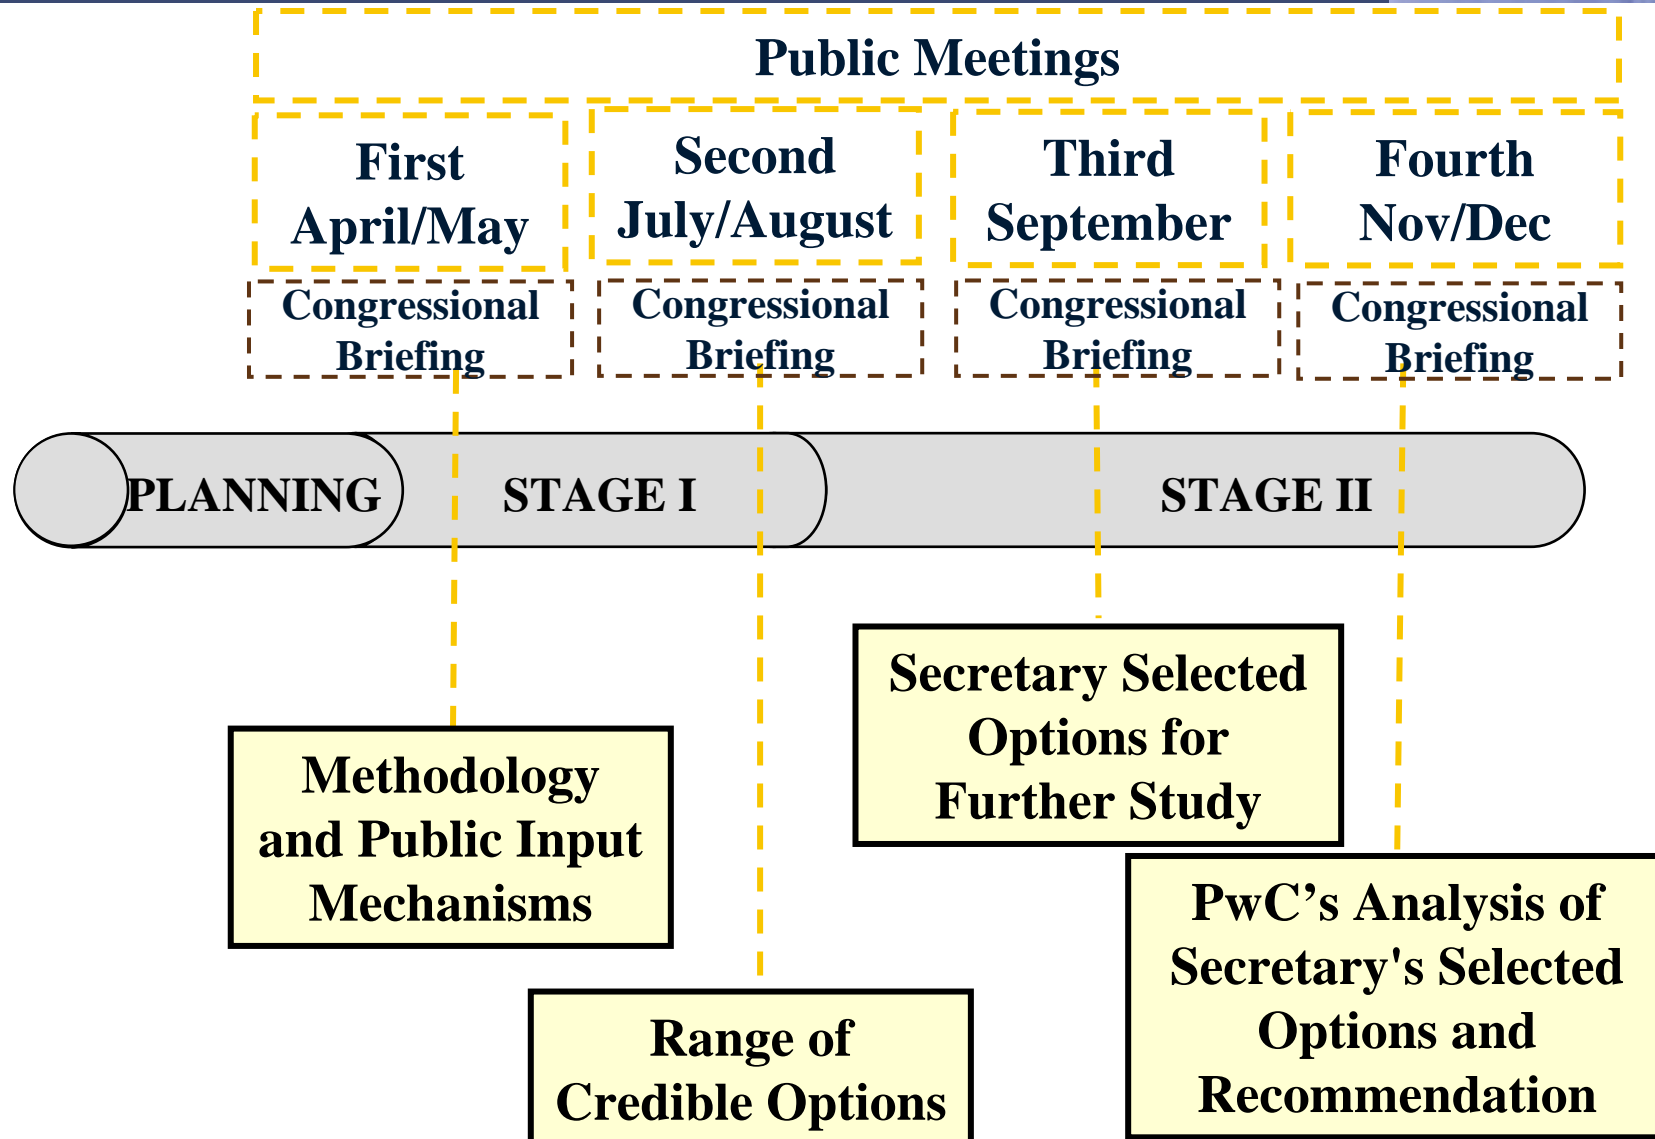 Public Meetings
First
April/May
Second
July/August
Third
September
Fourth
Nov/Dec
Congressional
Briefing
Congressional
Briefing
Congressional
Briefing
Congressional
Briefing
PLANNING
STAGE I
STAGE II
Methodology
and Public Input
Mechanisms
Range of
Credible Options
Secretary Selected
Options for
Further Study
PwC’s Analysis of
Secretary's Selected
Options and
Recommendation